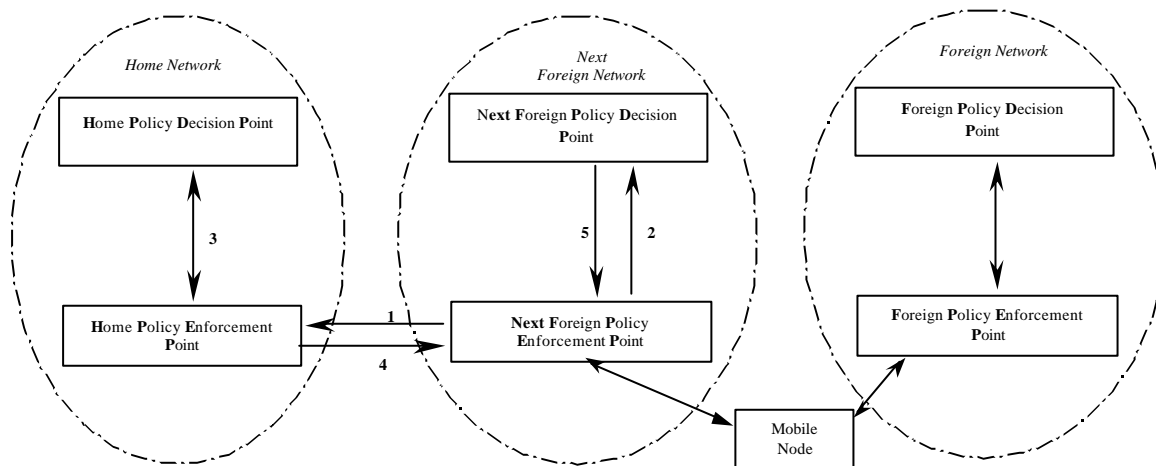 Home Network
Next
Foreign Network
Foreign Network
Home Policy Decision Point
Next Foreign Policy Decision
Point
Foreign Policy Decision
Point
3
5
2
1
4
Home Policy Enforcement
Point
Next Foreign Policy
Enforcement Point
Foreign Policy Enforcement
Point
Mobile
Node